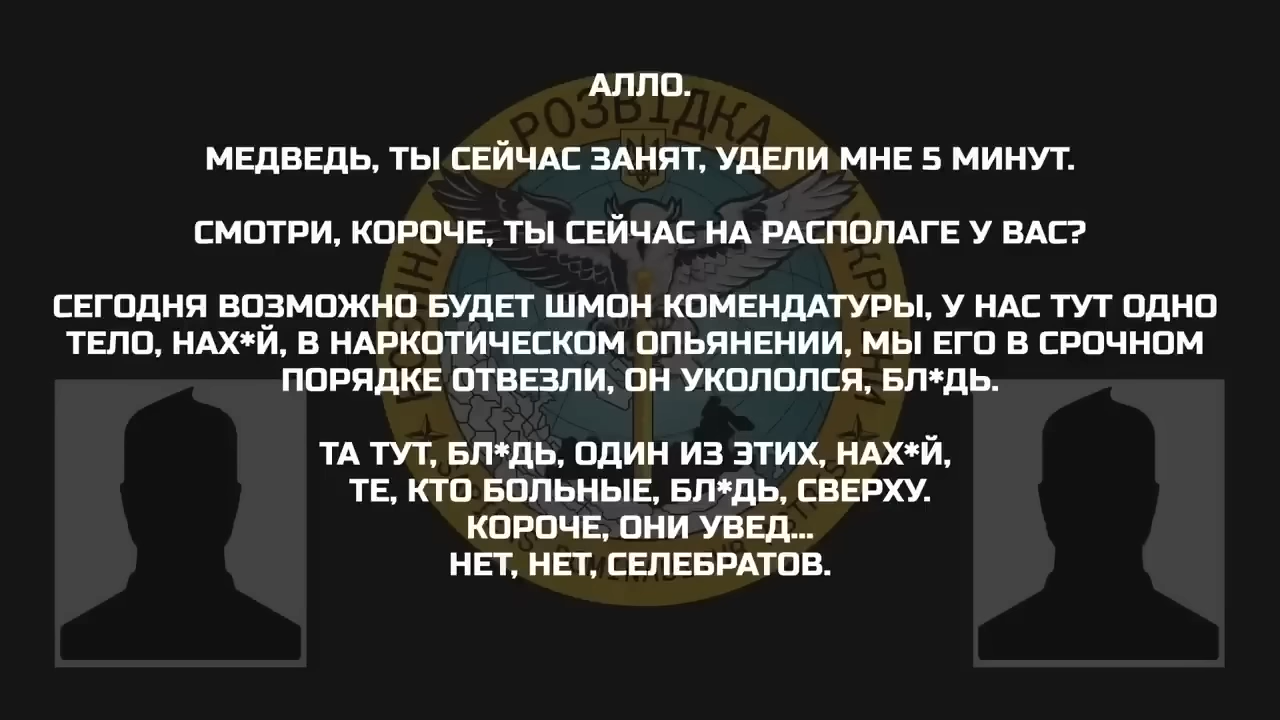 АЛЛО.
МЕДВЕДЬ, ТЫ СЕЙЧАС ЗАНЯТ, УДЕЛИ МНЕ 5 МИНУТ.
СМОТРИ, КОРОЧЕ, ТЫ СЕЙЧАС НА РАСПОЛАГЕ У ВАС?
СЕГОДНЯ ВОЗМОЖНО БУДЕТ ШМОН КОМЕНДАТУРЫ, У НАС ТУТ ОДНО
ТЕЛО, НАХ*Й, В НАРКОТИЧЕСКОМ ОПЬЯНЕНИИ, МЫ ЕГО В СРОЧНОМ
ПОРЯДКЕ ОТВЕЗЛИ, ОН УКОЛОЛСЯ, БЛ*ДЬ.
ТА ТУТ, БЛ*ДЬ, ОДИН ИЗ ЭТИХ, НАХ*Й,
ТЕ, КТО БОЛЬНЫЕ, БЛ*ДЬ, СВЕРХУ.
КОРОЧЕ, ОНИ УВЕД...
НЕТ, НЕТ, СЕЛЕБРАТОВ.
РОЗВІДКА